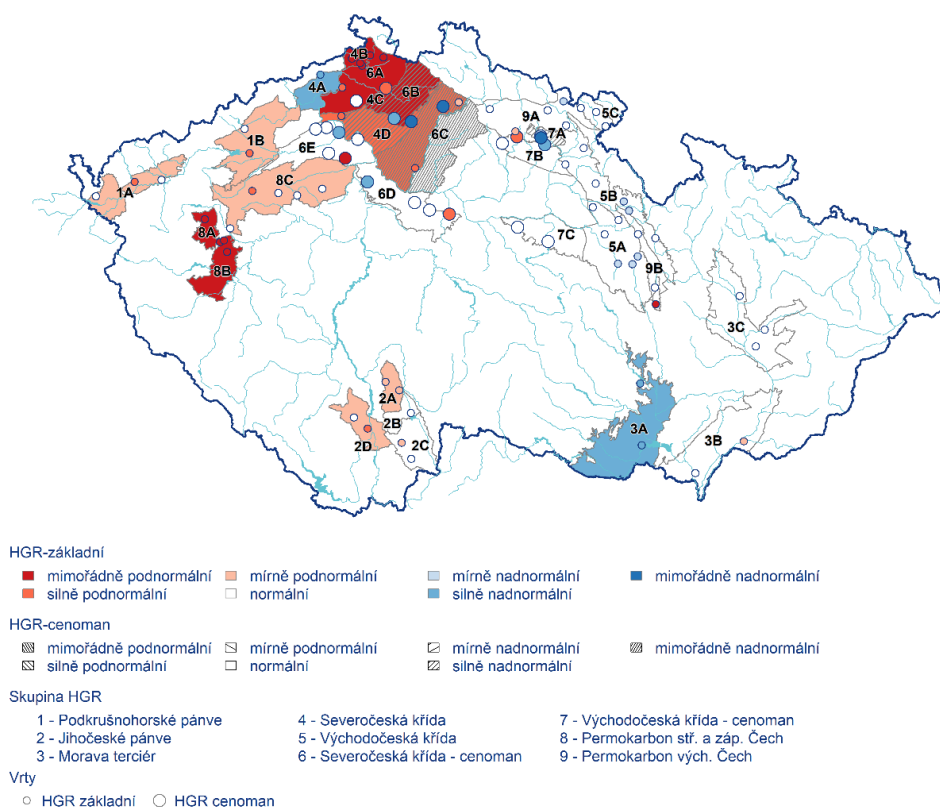 4B
6A
4A
4C
6B
9A
5C
7A
1B
4D
6C
6E
7B
8C
1A
6D
5B
8A
7C
5A
8B
9B
3C
2A
2B
3A
2D
2C
3B
HGR-základní
mimořádně podnormální mírně podnormální mírně nadnormální mimořádně nadnormální
silně podnormální normální silně nadnormální
HGR-cenoman
mimořádně podnormální mírně podnormální mírně nadnormální mimořádně nadnormální
silně podnormální normální silně nadnormální
Skupina HGR
1 - Podkrušnohorské pánve 4 - Severočeská křída 7 - Východočeská křída - cenoman
2 - Jihočeské pánve 5 - Východočeská křída 8 - Permokarbon stř. a záp. Čech
3 - Morava terciér 6 - Severočeská křída - cenoman 9 - Permokarbon vých. Čech
Vrty
HGR základní HGR cenoman